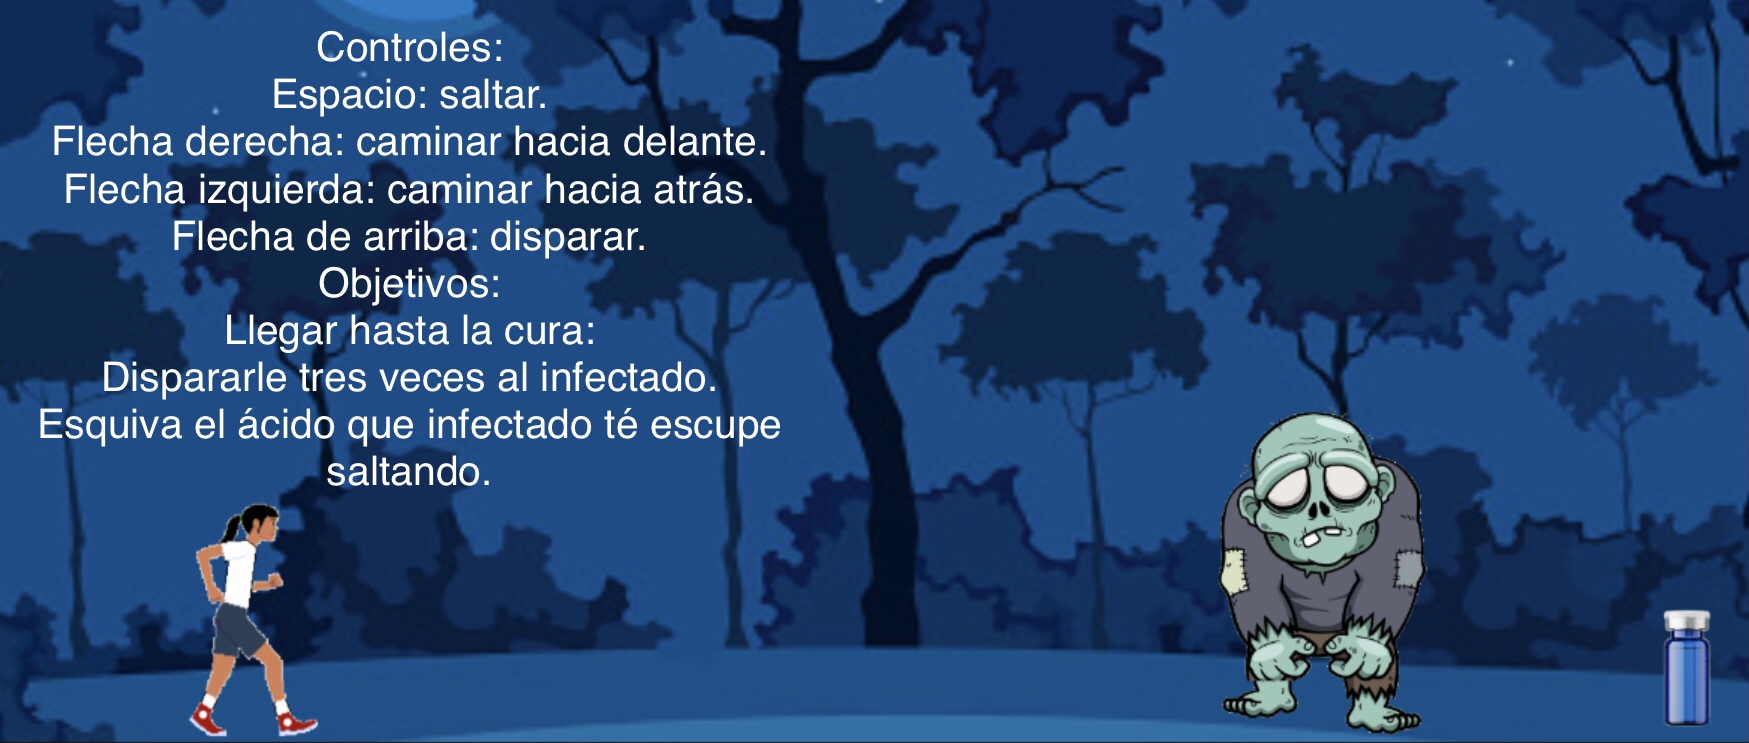 Controles:
Espacio: saltar.
Flecha derecha: caminar hacia delante.
Flecha izquierda: caminar hacia atrás.
Flecha de arriba: disparar.
Objetivos:
Llegar hasta la cura:
Dispararle tres veces al infectado.
Esquiva el ácido que infectado té escupe
saltando.